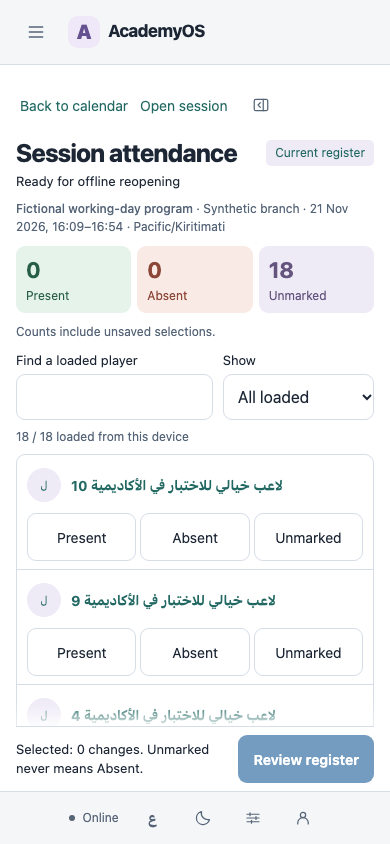 A AcademyOS
Back to calendar Open session
Session attendance Current register
Ready for offline reopening
Fictional working-day program · Synthetic branch · 21 Nov
2026, 16:09–16:54 · Pacific/Kiritimati
0 0 18
Present Absent Unmarked
Counts include unsaved selections.
Find a loaded player Show
All loaded
18 / 18 loaded from this device
ل لاعب خيالي للاختبار في الأكاديمية 10
Present Absent Unmarked
ل لاعب خيالي للاختبار في الأكاديمية 9
Present Absent Unmarked
ل لاعب خيالي للاختبار في الأكاديمية 4
Selected: 0 changes. Unmarked
never means Absent.
Review register
Online ع